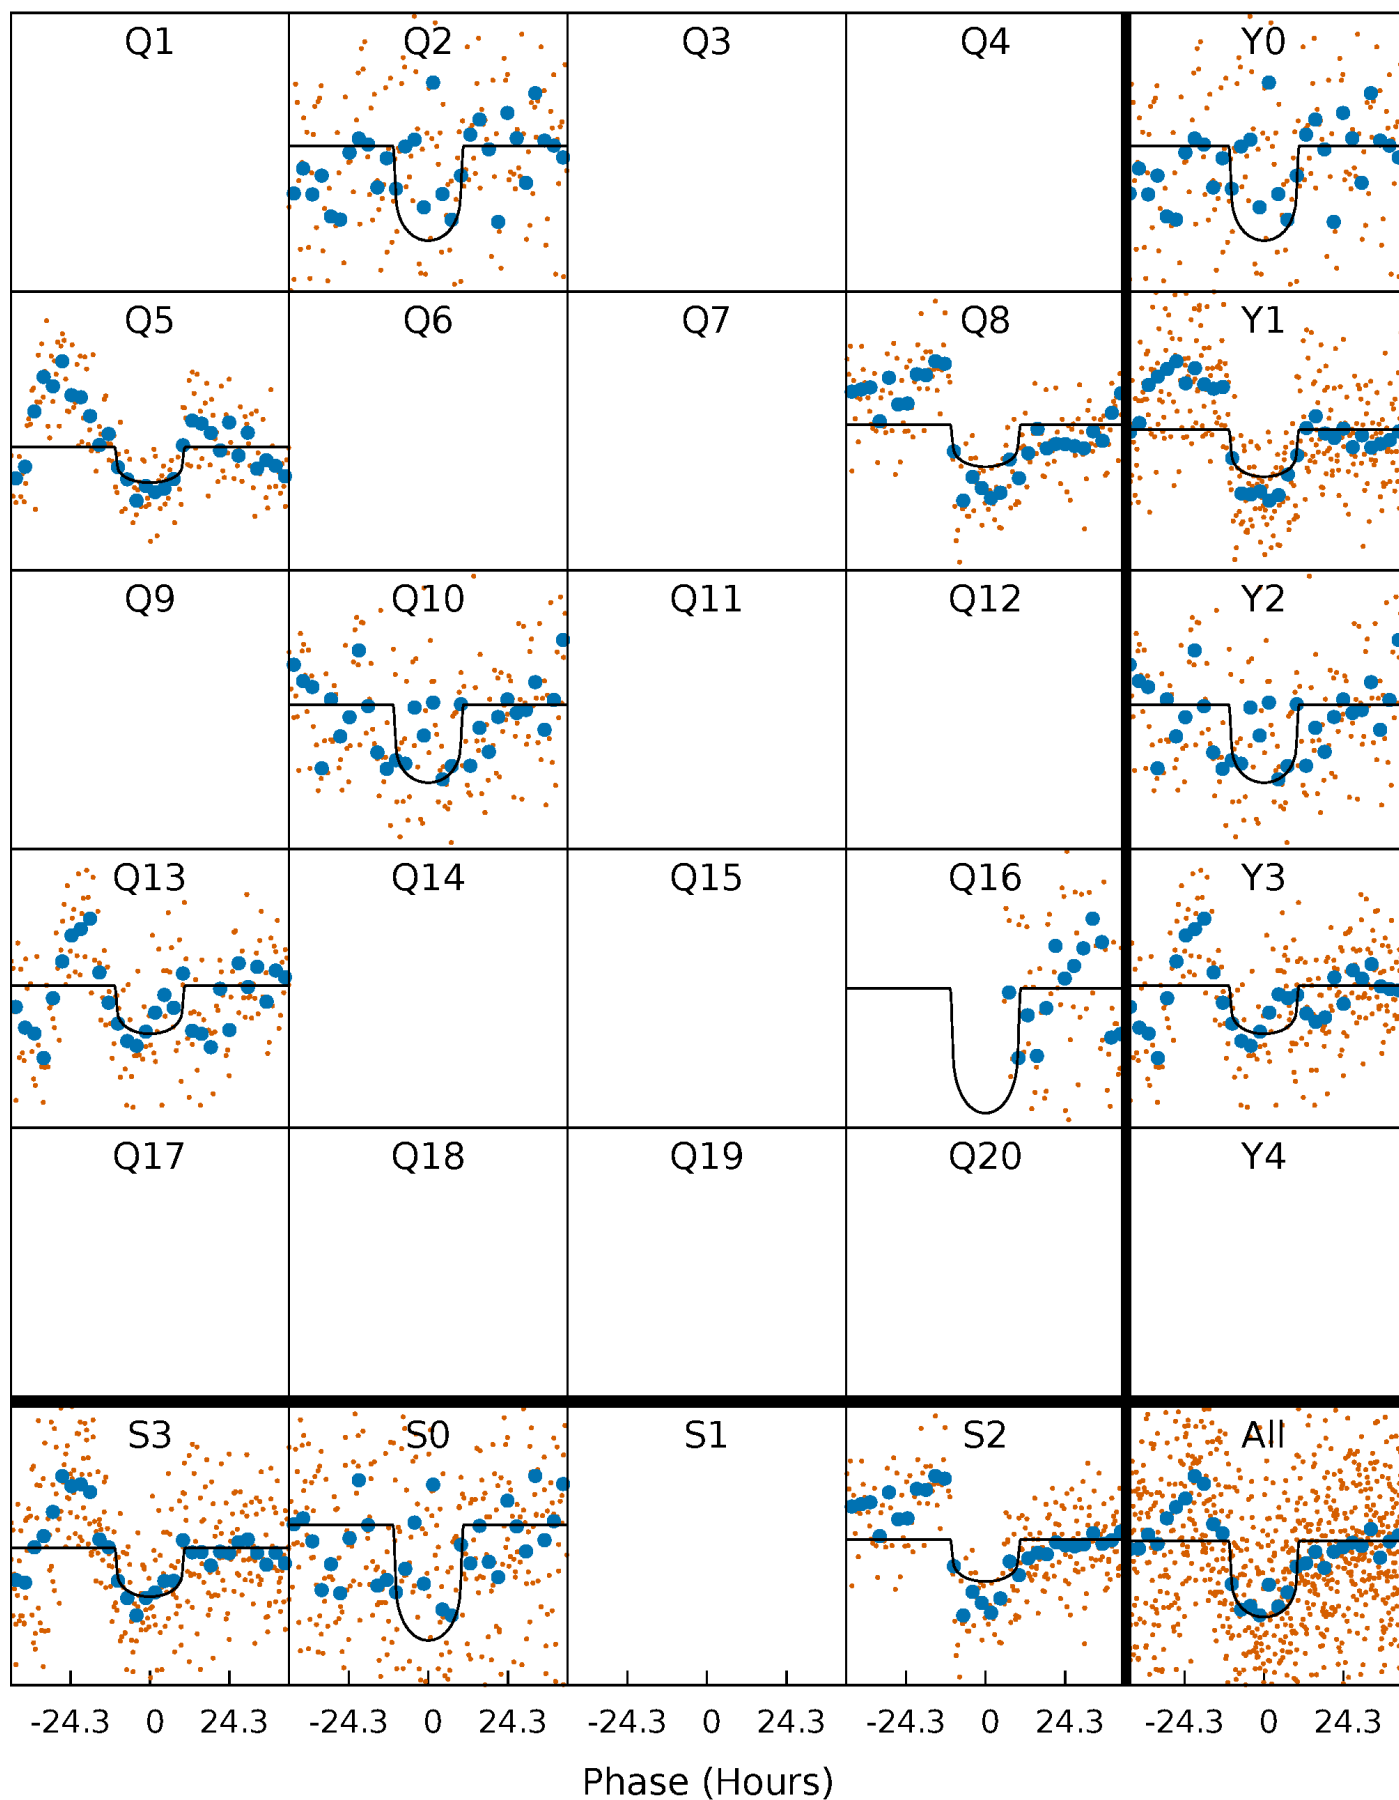 Q1 Q2 Q3 Q4 Y0
Q5 Q6 Q7 Q8 Y1
Q9 Q10 Q11 Q12 Y2
Q13 Q14 Q15 Q16 Y3
Q17 Q18 Q19 Q20 Y4
S3 S0 S1 S2 All
-24.3 0 24.3 -24.3 0 24.3 -24.3 0 24.3 -24.3 0 24.3 -24.3 0 24.3
Phase (Hours)